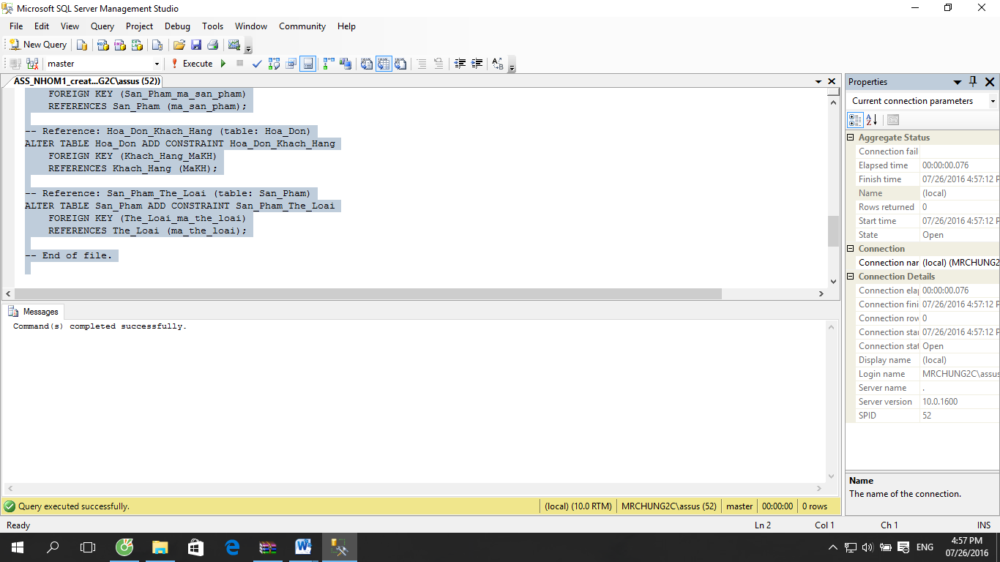 Microsoft SQL Server Management Studio
File Edit View Query Project Debug Tools Window Community Help
New Query
master Execute
ASS_NHOM1_creat...G2C\assus (52))
FOREIGN KEY (San_Pham_ma_san_pham)
REFERENCES San_Pham (ma_san_pham);
-- Reference: Hoa_Don_Khach_Hang (table: Hoa_Don)
ALTER TABLE Hoa_Don ADD CONSTRAINT Hoa_Don_Khach_Hang
FOREIGN KEY (Khach_Hang_MaKH)
REFERENCES Khach_Hang (MaKH);
-- Reference: San_Pham_The_Loai (table: San_Pham)
ALTER TABLE San_Pham ADD CONSTRAINT San_Pham_The_Loai
FOREIGN KEY (The_Loai_ma_the_loai)
REFERENCES The_Loai (ma_the_loai);
-- End of file.
Messages
Command(s) completed successfully.
Query executed successfully. (local) (10.0 RTM) MRCHUNG2C\assus (52) master 00:00:00 0 rows
Properties
Current connection parameters
Aggregate Status
Connection fail
Elapsed time 00:00:00.076
Finish time 07/26/2016 4:57:12 P
Name (local)
Rows returned 0
Start time 07/26/2016 4:57:12 P
State Open
Connection
Connection nar (local) (MRCHUNG2
Connection Details
Connection ela 00:00:00.076
Connection fini 07/26/2016 4:57:12 P
Connection row 0
Connection star 07/26/2016 4:57:12 P
Connection stat Open
Display name (local)
Login name MRCHUNG2C\assus
Server name .
Server version 10.0.1600
SPID 52
Name
The name of the connection.
Ready Ln 2 Col 1 Ch 1 INS
ENG
4:57 PM
07/26/2016